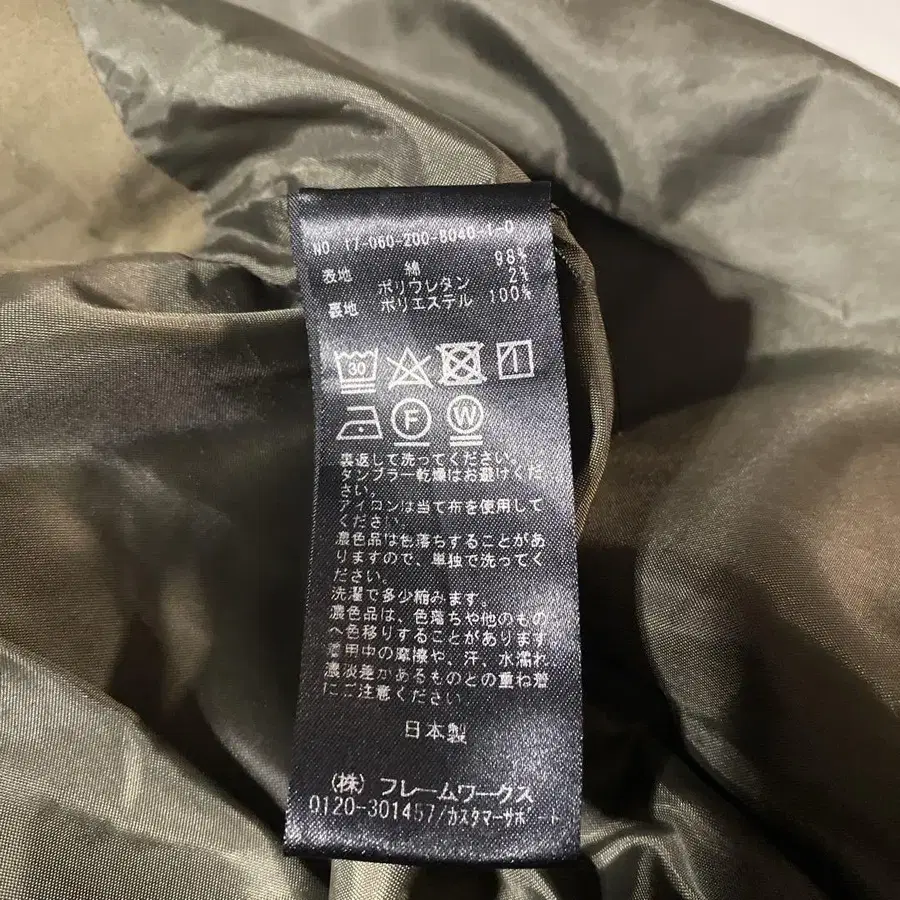 NO. 17-060-200-8040-1-0
表地 綿 98%
ポリウレタン 2%
裏地 ポリエステル 100%
30
F W
裏返して洗ってください。
タンブラー乾燥はお避けくだ
さい。
アイロンは当て布を使用して
ください。
濃色品は色落ちすることがあ
りますので、単独で洗ってく
ださい。
洗濯で多少縮みます。
濃色品は、色落ちや他のもの
へ色移りすることがあります。
着用中の摩擦や、汗、水濡れ
濃淡差があるものとの重ね着
にご注意ください
日本製
(株) フレームワークス
0120-301457/カスタマーサポート